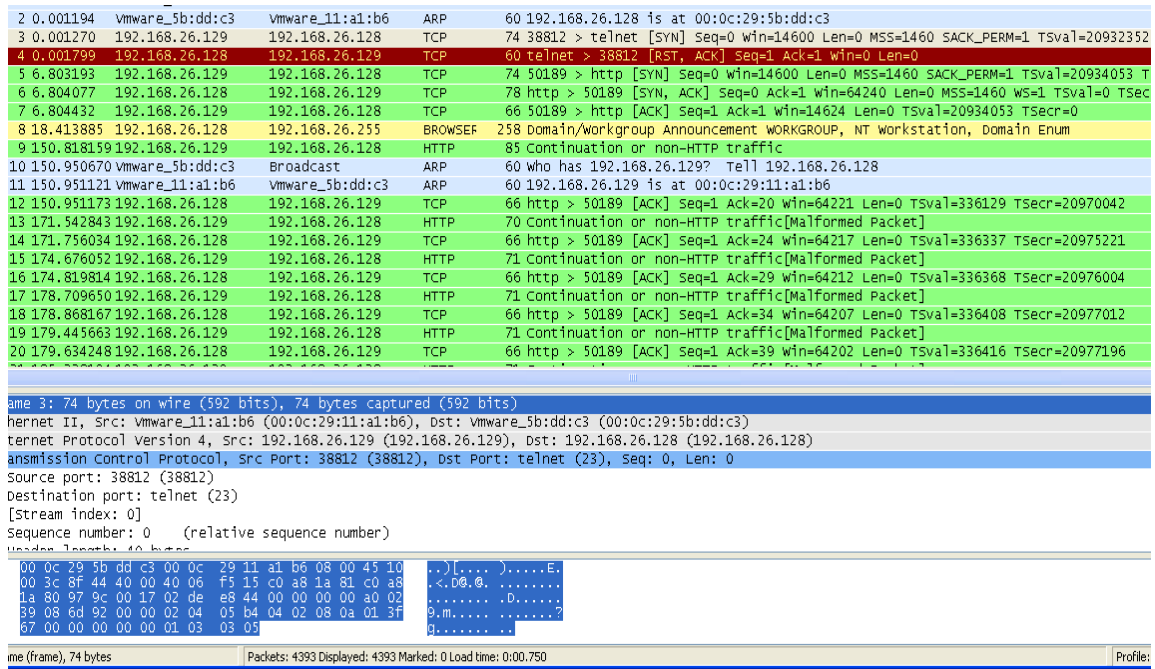 2 0.001194 Vmware_5b:dd:c3 Vmware_11:a1:b6 ARP 60 192.168.26.128 is at 00:0c:29:5b:dd:c3
3 0.001270 192.168.26.129 192.168.26.128 TCP 74 38812 > telnet [SYN] Seq=0 Win=14600 Len=0 MSS=1460 SACK_PERM=1 TSval=20932352
4 0.001799 192.168.26.128 192.168.26.129 TCP 60 telnet > 38812 [RST, ACK] Seq=1 Ack=1 Win=0 Len=0
5 6.803193 192.168.26.129 192.168.26.128 TCP 74 50189 > http [SYN] Seq=0 Win=14600 Len=0 MSS=1460 SACK_PERM=1 TSval=20934053 T
6 6.804077 192.168.26.128 192.168.26.129 TCP 78 http > 50189 [SYN, ACK] Seq=0 Ack=1 Win=64240 Len=0 MSS=1460 WS=1 TSval=0 TSec
7 6.804432 192.168.26.129 192.168.26.128 TCP 66 50189 > http [ACK] Seq=1 Ack=1 Win=14624 Len=0 TSval=20934053 TSecr=0
8 18.413885 192.168.26.128 192.168.26.255 BROWSER 258 Domain/Workgroup Announcement WORKGROUP, NT Workstation, Domain Enum
9 150.818159 192.168.26.129 192.168.26.128 HTTP 85 Continuation or non-HTTP traffic
10 150.950670 Vmware_5b:dd:c3 Broadcast ARP 60 Who has 192.168.26.129? Tell 192.168.26.128
11 150.951121 Vmware_11:a1:b6 Vmware_5b:dd:c3 ARP 60 192.168.26.129 is at 00:0c:29:11:a1:b6
12 150.951173 192.168.26.128 192.168.26.129 TCP 66 http > 50189 [ACK] Seq=1 Ack=20 Win=64221 Len=0 TSval=336129 TSecr=20970042
13 171.542843 192.168.26.129 192.168.26.128 HTTP 70 Continuation or non-HTTP traffic[Malformed Packet]
14 171.756034 192.168.26.128 192.168.26.129 TCP 66 http > 50189 [ACK] Seq=1 Ack=24 Win=64217 Len=0 TSval=336337 TSecr=20975221
15 174.676052 192.168.26.129 192.168.26.128 HTTP 71 Continuation or non-HTTP traffic[Malformed Packet]
16 174.819814 192.168.26.128 192.168.26.129 TCP 66 http > 50189 [ACK] Seq=1 Ack=29 Win=64212 Len=0 TSval=336368 TSecr=20976004
17 178.709650 192.168.26.129 192.168.26.128 HTTP 71 Continuation or non-HTTP traffic[Malformed Packet]
18 178.868167 192.168.26.128 192.168.26.129 TCP 66 http > 50189 [ACK] Seq=1 Ack=34 Win=64207 Len=0 TSval=336408 TSecr=20977012
19 179.445663 192.168.26.129 192.168.26.128 HTTP 71 Continuation or non-HTTP traffic[Malformed Packet]
20 179.634248 192.168.26.128 192.168.26.129 TCP 66 http > 50189 [ACK] Seq=1 Ack=39 Win=64202 Len=0 TSval=336416 TSecr=20977196
ame 3: 74 bytes on wire (592 bits), 74 bytes captured (592 bits)
hernet II, Src: Vmware_11:a1:b6 (00:0c:29:11:a1:b6), Dst: Vmware_5b:dd:c3 (00:0c:29:5b:dd:c3)
ternet Protocol Version 4, Src: 192.168.26.129 (192.168.26.129), Dst: 192.168.26.128 (192.168.26.128)
ansmission Control Protocol, Src Port: 38812 (38812), Dst Port: telnet (23), Seq: 0, Len: 0
Source port: 38812 (38812)
Destination port: telnet (23)
[Stream index: 0]
Sequence number: 0 (relative sequence number)
00 0c 29 5b dd c3 00 0c 29 11 a1 b6 08 00 45 10 ..)[.... ).....E.
00 3c 8f 44 40 00 40 06 f5 15 c0 a8 1a 81 c0 a8 .<.D@.@. ........
1a 80 97 9c 00 17 02 de e8 44 00 00 00 00 a0 02 ........ .D......
39 08 6d 92 00 00 02 04 05 b4 04 02 08 0a 01 3f 9.m..... .......?
67 00 00 00 00 00 01 03 03 05 g....... ..
ame (frame), 74 bytes Packets: 4393 Displayed: 4393 Marked: 0 Load time: 0:00.750 Profile: